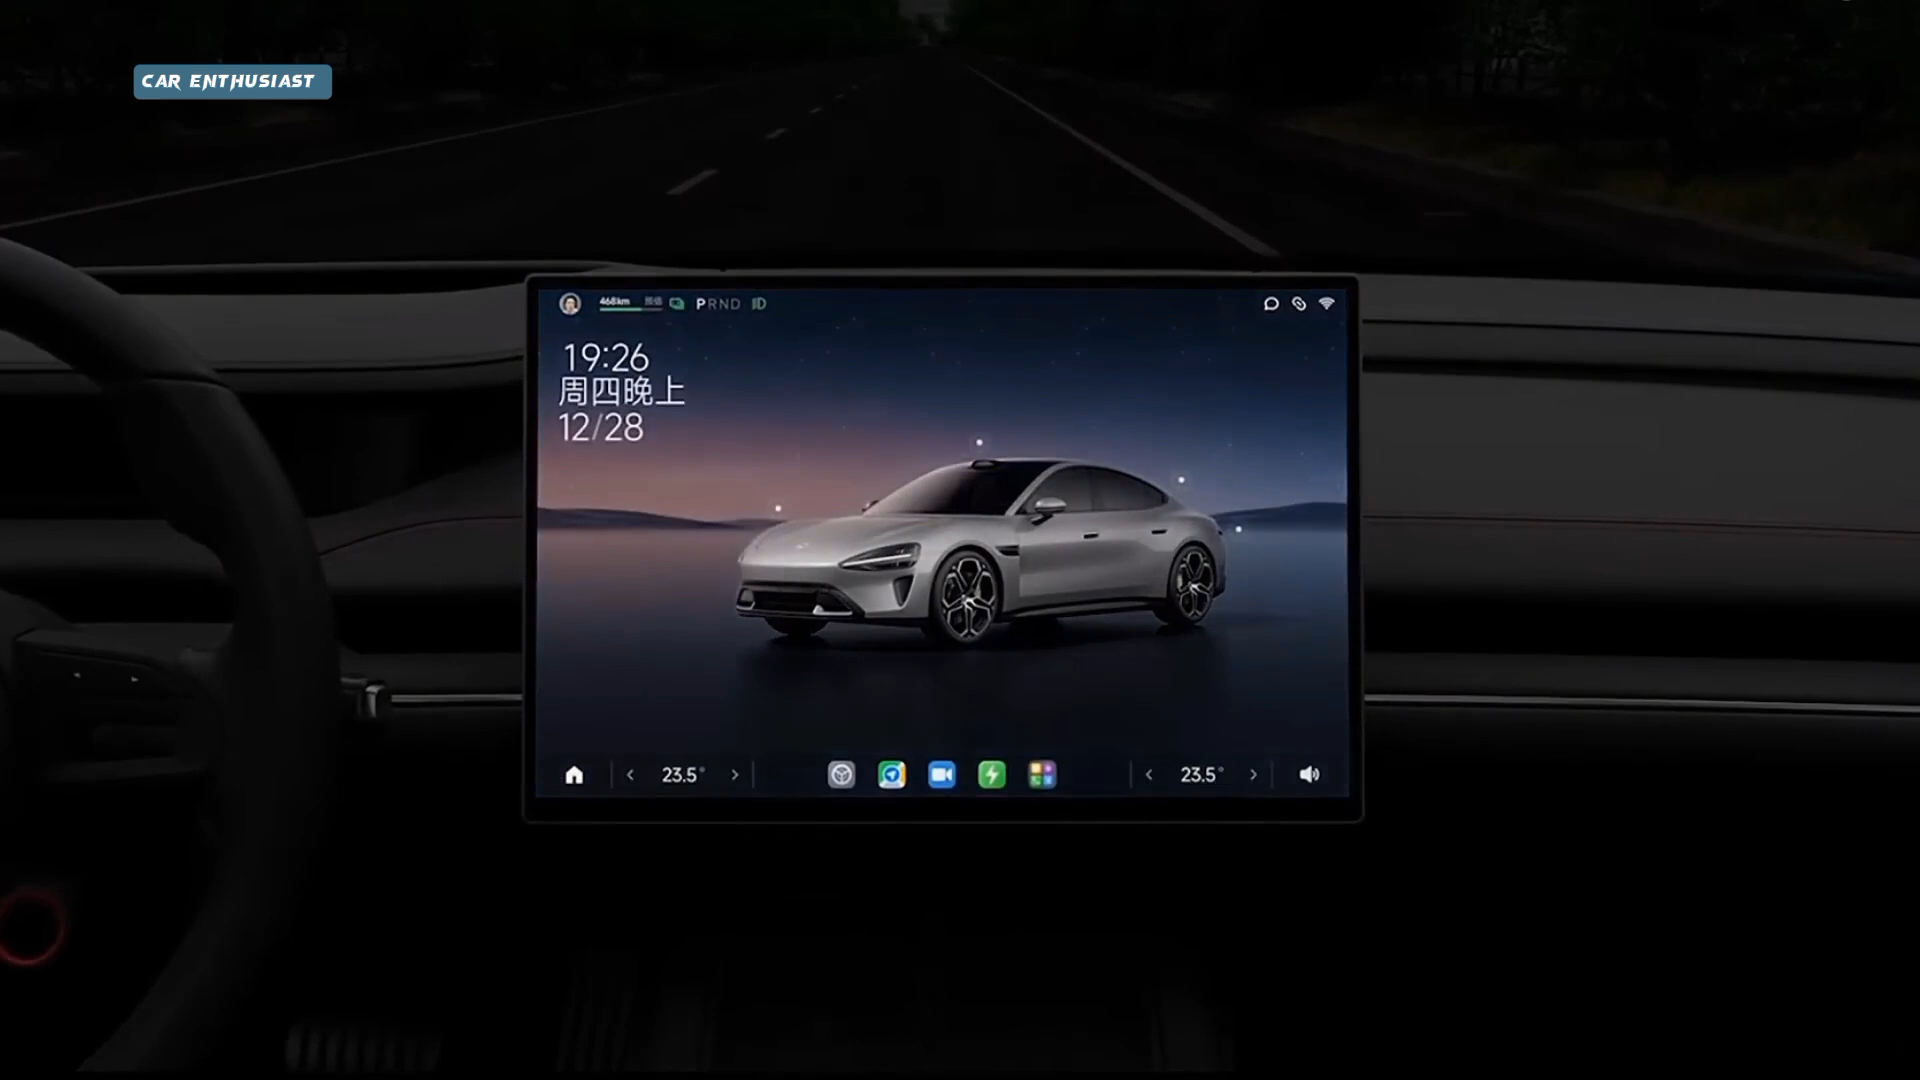 CAR ENTHUSIAST
468km
PRND
19:26
周四晚上
12/28
23.5°
23.5°